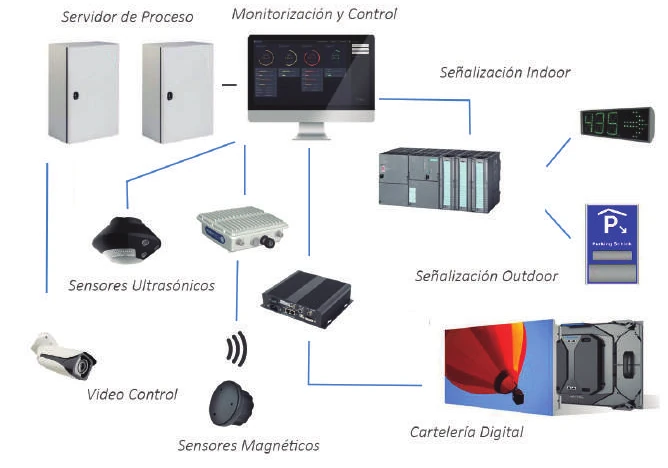 Servidor de Proceso
Monitorización y Control
Señalización Indoor
435
P
Parking Schick
Sensores Ultrasónicos
Señalización Outdoor
Video Control
Sensores Magnéticos
Cartelería Digital